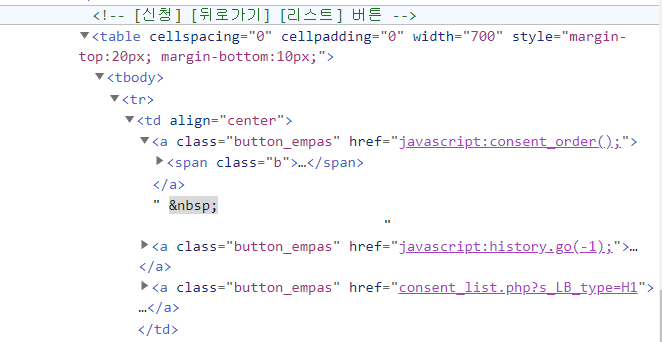 <!-- [신청] [뒤로가기] [리스트] 버튼 -->
▼<table cellspacing="0" cellpadding="0" width="700" style="margin-
top:20px; margin-bottom:10px;">
▼<tbody>
▼<tr>
▼<td align="center">
▼<a class="button_empas" href="javascript:consent_order();">
▶<span class="b">…</span>
</a>
" &nbsp;
"
▶<a class="button_empas" href="javascript:history.go(-1);">…
</a>
▶<a class="button_empas" href="consent_list.php?s_LB_type=H1">
…</a>
</td>